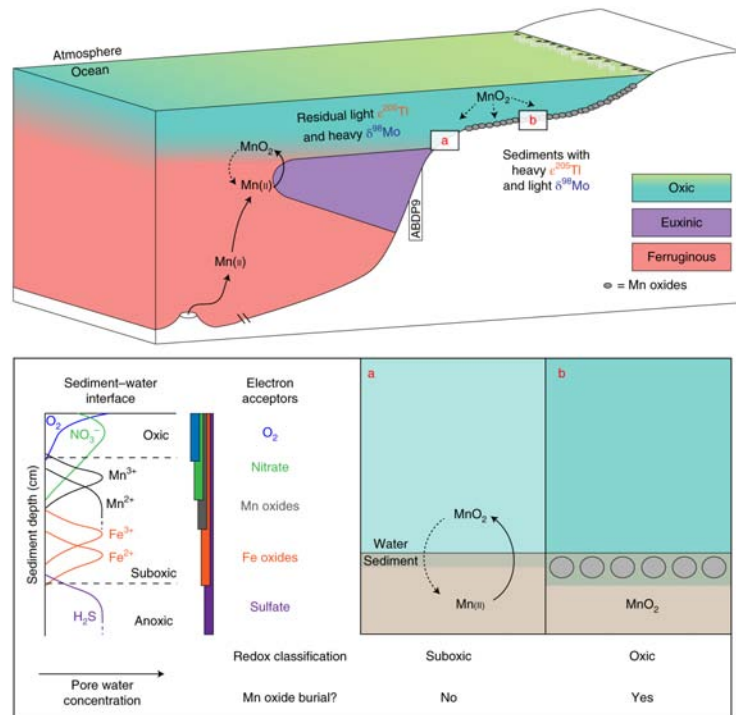 Atmosphere
Ocean
Residual light ε²⁰⁵Tl
and heavy δ⁹⁸Mo
MnO₂
Mn(II)
Mn(II)
MnO₂
a
b
Sediments with
heavy ε²⁰⁵Tl
and light δ⁹⁸Mo
ABDP9
Oxic
Euxinic
Ferruginous
= Mn oxides
Sediment–water
interface
Electron
acceptors
Sediment depth (cm)
O₂
NO₃⁻
Oxic
Mn³⁺
Mn²⁺
Fe³⁺
Fe²⁺
Suboxic
H₂S
Anoxic
Pore water
concentration
O₂
Nitrate
Mn oxides
Fe oxides
Sulfate
a
b
MnO₂
Water
Sediment
Mn(II)
MnO₂
Redox classification
Suboxic
Oxic
Mn oxide burial?
No
Yes